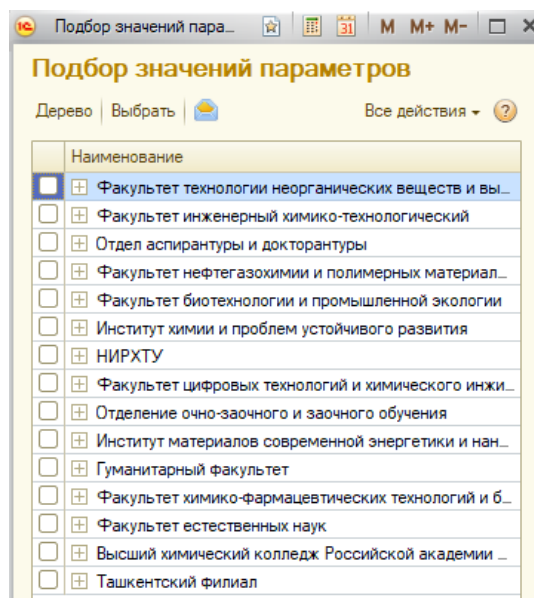 1С Подбор значений пара... 31 M M+ M-
Подбор значений параметров
Дерево Выбрать Все действия ?
Наименование
Факультет технологии неорганических веществ и вы...
Факультет инженерный химико-технологический
Отдел аспирантуры и докторантуры
Факультет нефтегазохимии и полимерных материал...
Факультет биотехнологии и промышленной экологии
Институт химии и проблем устойчивого развития
НИРХТУ
Факультет цифровых технологий и химического инжи...
Отделение очно-заочного и заочного обучения
Институт материалов современной энергетики и нан...
Гуманитарный факультет
Факультет химико-фармацевтических технологий и б...
Факультет естественных наук
Высший химический колледж Российской академии ...
Ташкентский филиал